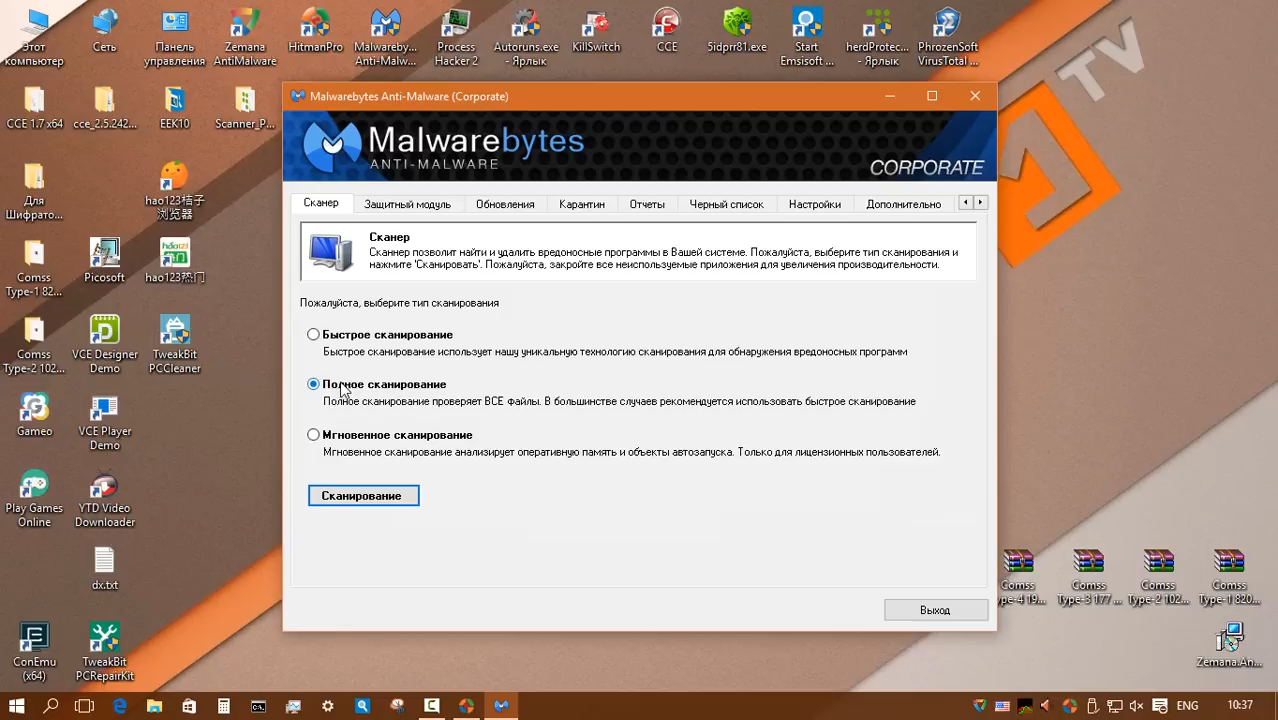 Этот компьютер
Сеть
Панель управления
Zemana AntiMalware
HitmanPro
Malwareby... Anti-Malw...
Process Hacker 2
Autoruns.exe - Ярлык
KillSwitch
CCE
5idprr81.exe
Start Emsisoft ...
herdProtec... - Ярлык
PhrozenSoft VirusTotal ...
TV
CCE 1.7 x64
cce_2.5.242...
EEK10
Scanner_P...
Для Шифрато...
hao123桔子浏览器
Comss Type-1 82...
Picosoft
hao123
hao123热门
Comss Type-2 102...
VCE Designer Demo
TweakBit PCCleaner
Gameo
VCE Player Demo
Play Games Online
YTD Video Downloader
dx.txt
ConEmu (x64)
TweakBit PCRepairKit
Malwarebytes Anti-Malware (Corporate)
Malwarebytes
ANTI-MALWARE
CORPORATE
Сканер
Защитный модуль
Обновления
Карантин
Отчеты
Черный список
Настройки
Дополнительно
Сканер
Сканнер позволит найти и удалить вредоносные программы в Вашей системе. Пожалуйста, выберите тип сканирования и
нажмите 'Сканировать'. Пожалуйста, закройте все неиспользуемые приложения для увеличения производительности.
Пожалуйста, выберите тип сканирования
Быстрое сканирование
Быстрое сканирование использует нашу уникальную технологию сканирования для обнаружения вредоносных программ
Полное сканирование
Полное сканирование проверяет ВСЕ файлы. В большинстве случаев рекомендуется использовать быстрое сканирование
Мгновенное сканирование
Мгновенное сканирование анализирует оперативную память и объекты автозапуска. Только для лицензионных пользователей.
Сканирование
Выход
Comss ype-4 19...
Comss Type-3 177 ...
Comss Type-2 102...
Comss Type-1 820...
Zemana.An...
ENG
10:37